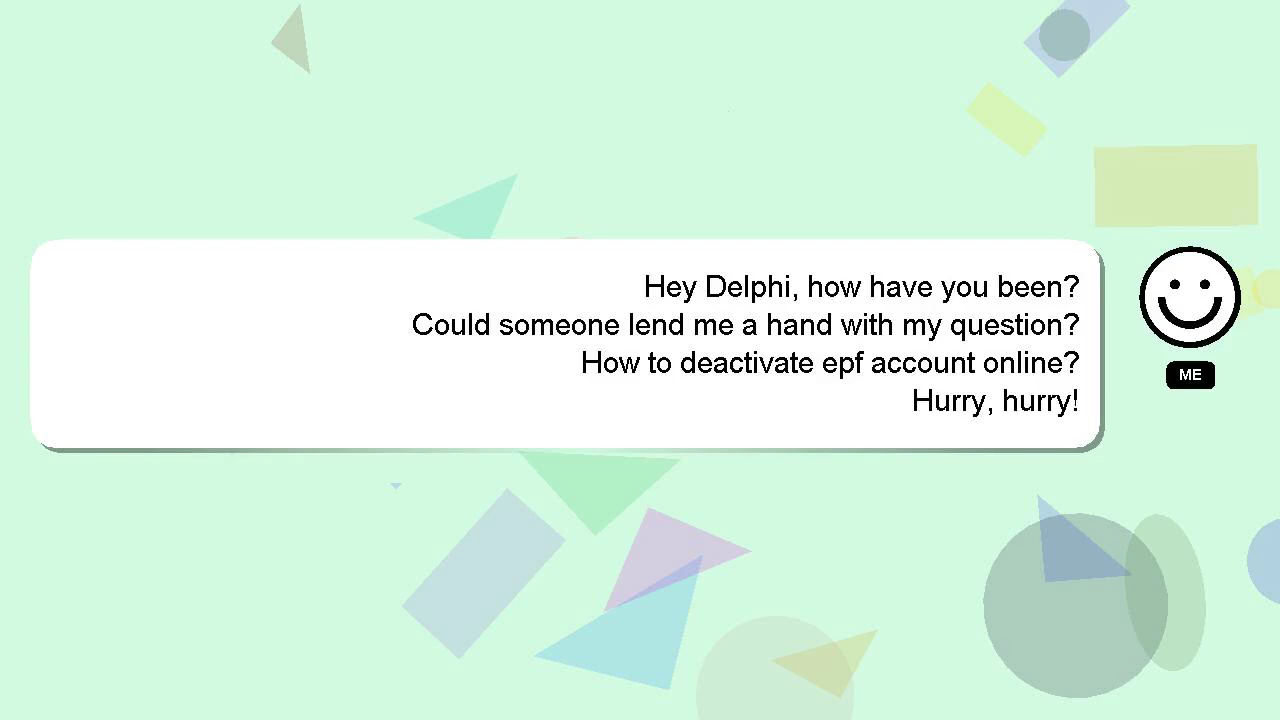 Hey Delphi, how have you been?
Could someone lend me a hand with my question?
How to deactivate epf account online?
Hurry, hurry!
ME